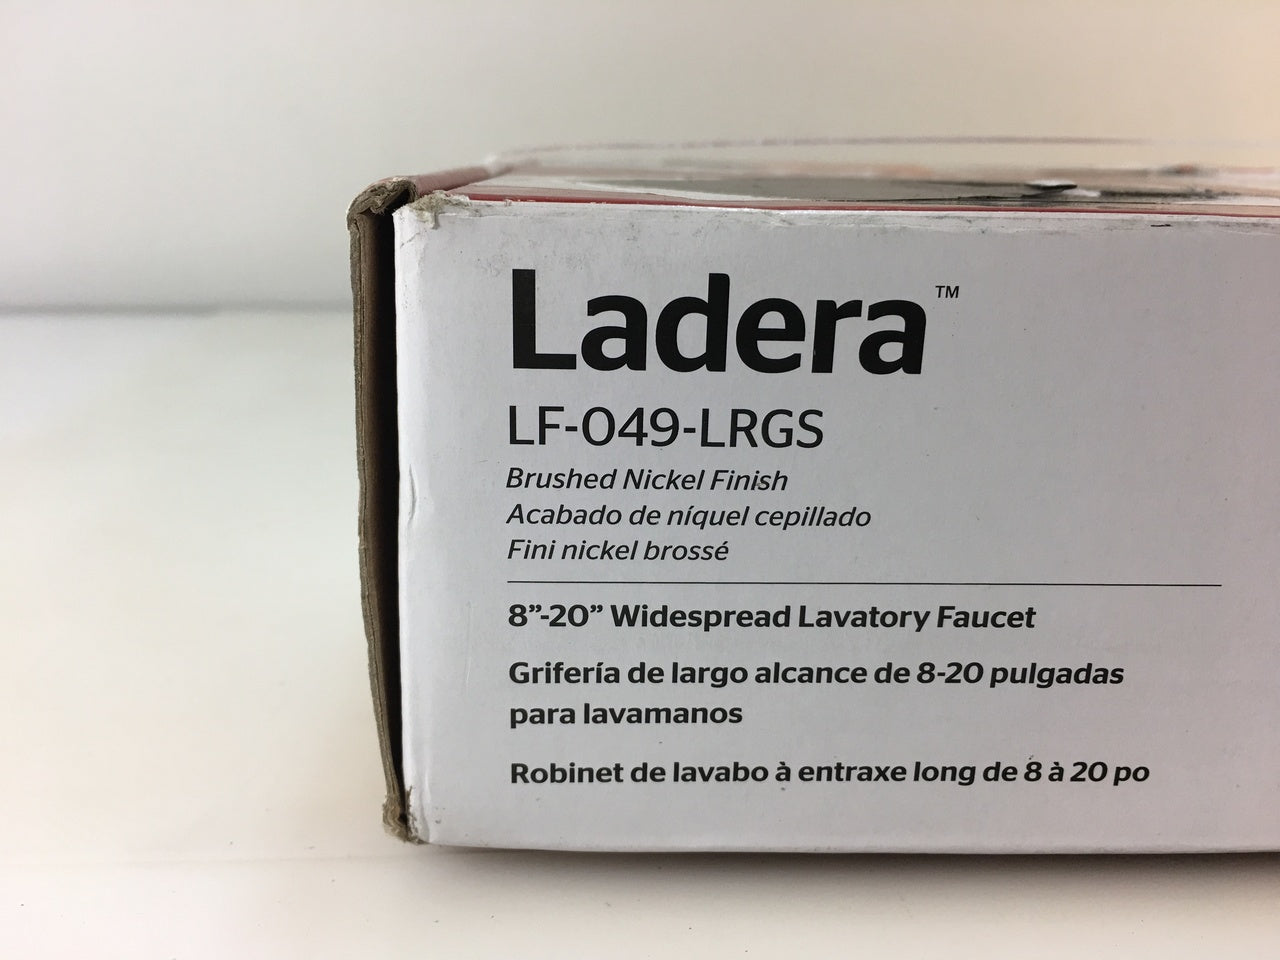 Ladera™
LF-049-LRGS
Brushed Nickel Finish
Acabado de níquel cepillado
Fini nickel brossé
8”-20” Widespread Lavatory Faucet
Grifería de largo alcance de 8-20 pulgadas
para lavamanos
Robinet de lavabo à entraxe long de 8 à 20 po